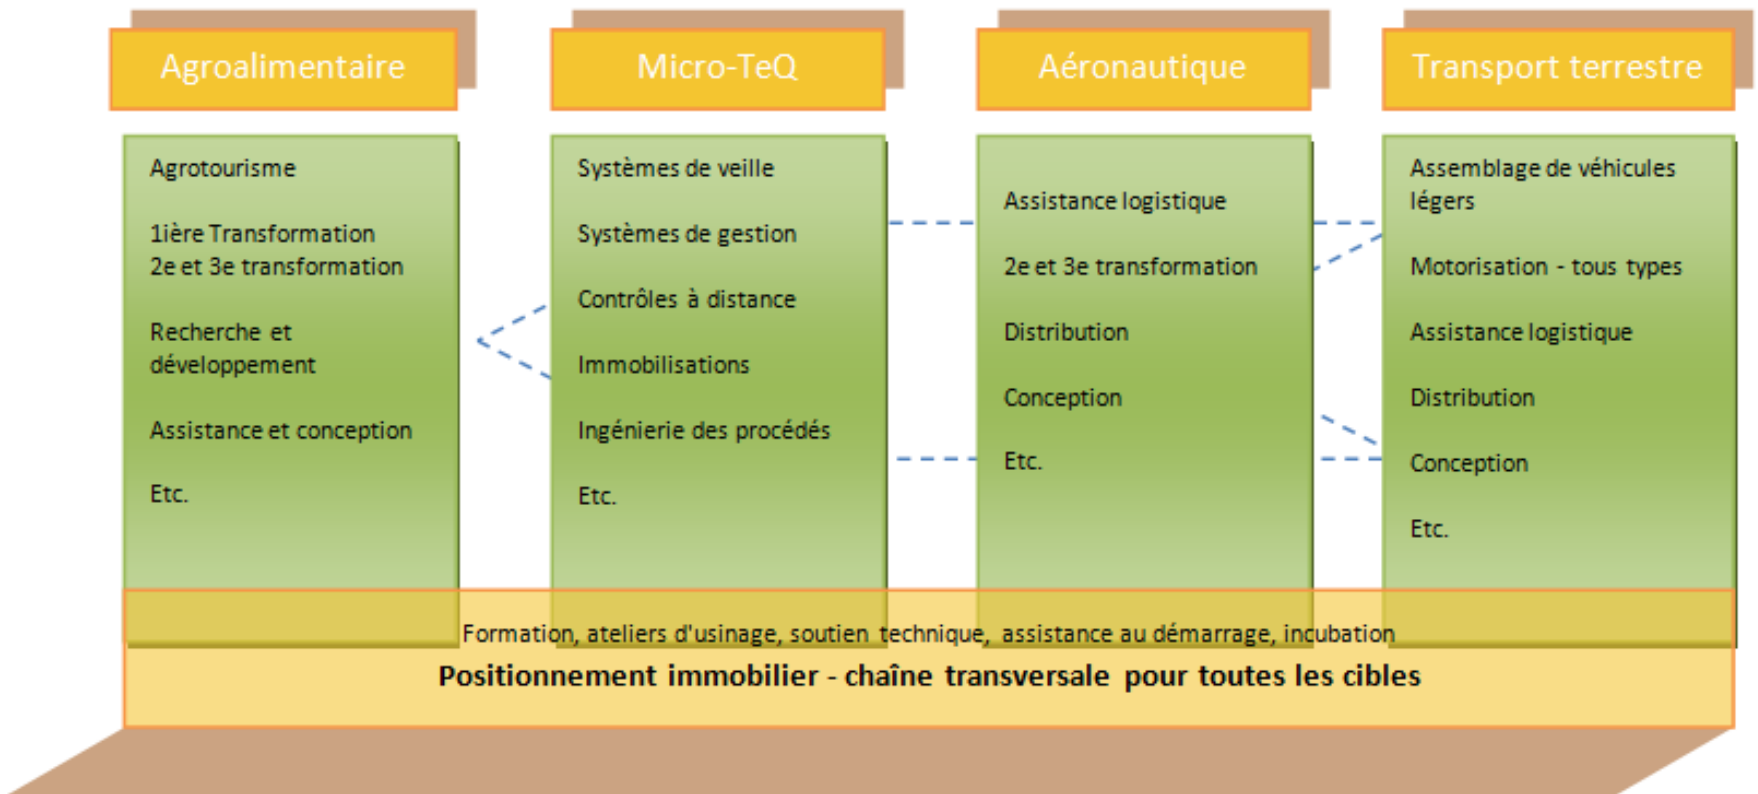 Agroalimentaire
Micro-TeQ
Aéronautique
Transport terrestre
Agrotourisme
1ière Transformation
2e et 3e transformation
Recherche et
développement
Assistance et conception
Etc.
Systèmes de veille
Systèmes de gestion
Contrôles à distance
Immobilisations
Ingénierie des procédés
Etc.
Assistance logistique
2e et 3e transformation
Distribution
Conception
Etc.
Assemblage de véhicules
légers
Motorisation - tous types
Assistance logistique
Distribution
Conception
Etc.
Formation, ateliers d'usinage, soutien technique, assistance au démarrage, incubation
Positionnement immobilier - chaîne transversale pour toutes les cibles